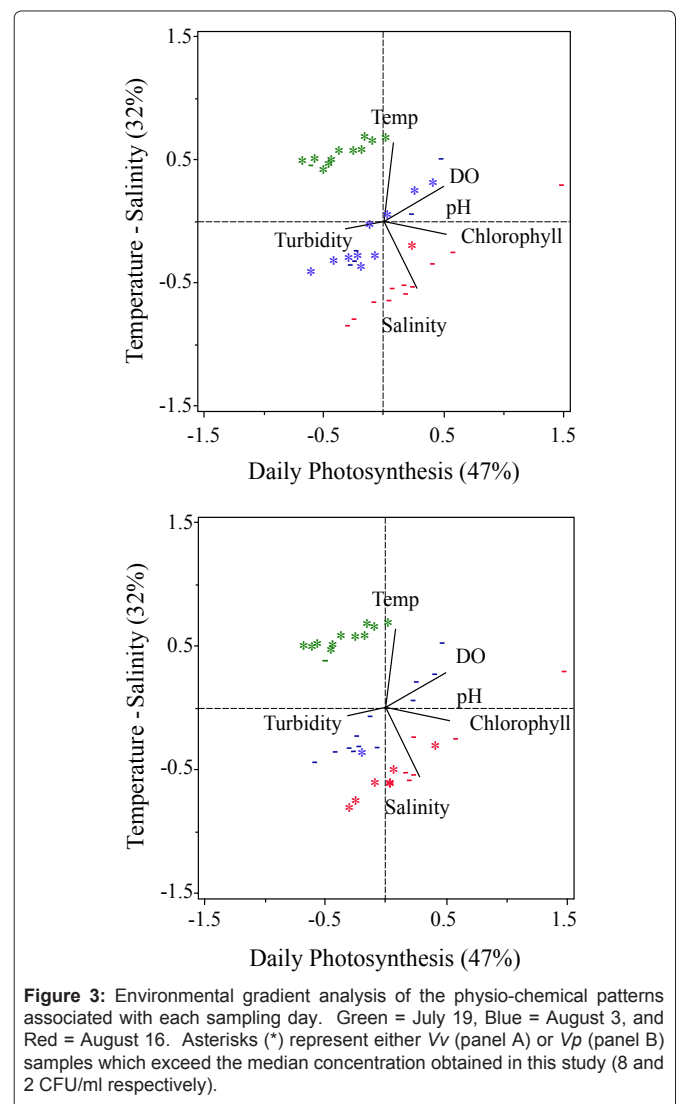 1.5
Temp
0.5
DO
pH
Turbidity
Chlorophyll
-0.5
Salinity
-1.5
Temperature - Salinity (32%)
-1.5
-0.5
0.5
1.5
Daily Photosynthesis (47%)
1.5
Temp
0.5
DO
pH
Turbidity
Chlorophyll
-0.5
Salinity
-1.5
Temperature - Salinity (32%)
-1.5
-0.5
0.5
1.5
Daily Photosynthesis (47%)
Figure 3: Environmental gradient analysis of the physio-chemical patterns
associated with each sampling day. Green = July 19, Blue = August 3, and
Red = August 16. Asterisks (*) represent either Vv (panel A) or Vp (panel B)
samples which exceed the median concentration obtained in this study (8 and
2 CFU/ml respectively).